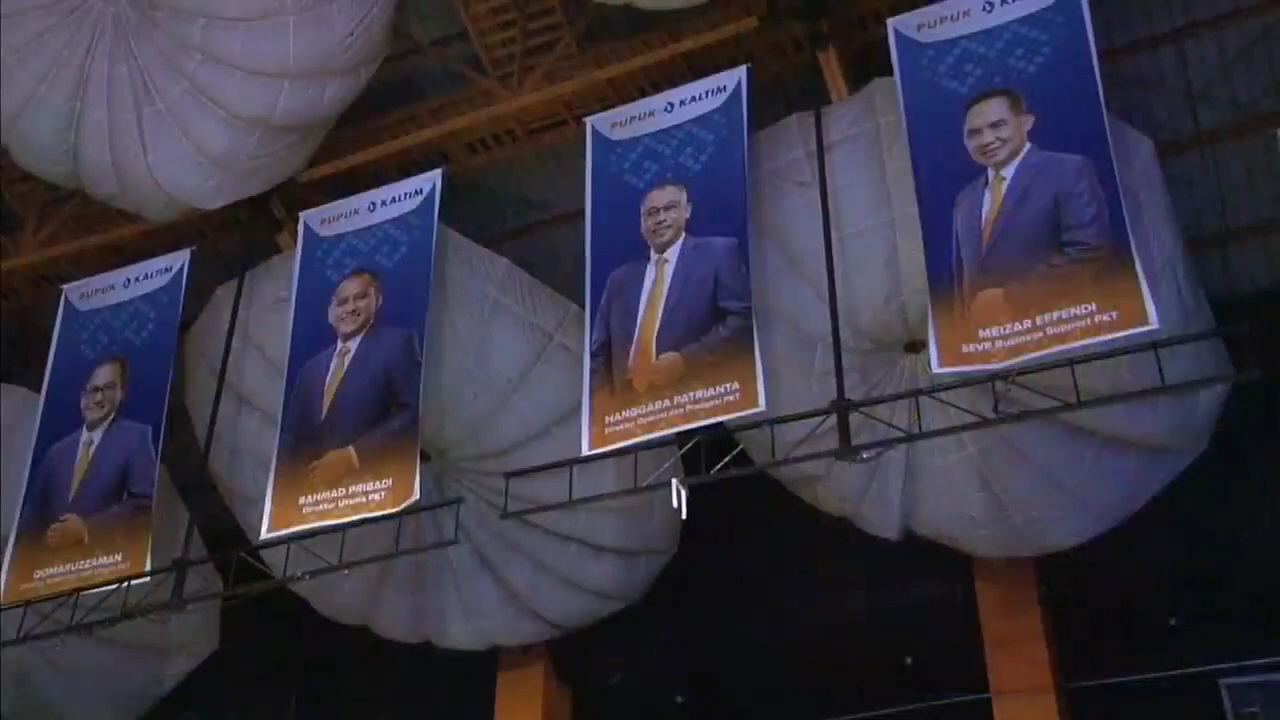 PUPUK KALTIM
QOMARUZZAMAN
PUPUK KALTIM
RAHMAD PRIBADI
Direktur Utama PKT
PUPUK KALTIM
HANGGARA PATRIANTA
Direktur Operasi dan Produksi PKT
PUPUK
MEIZAR EFFENDI
SEVP Business Support PKT